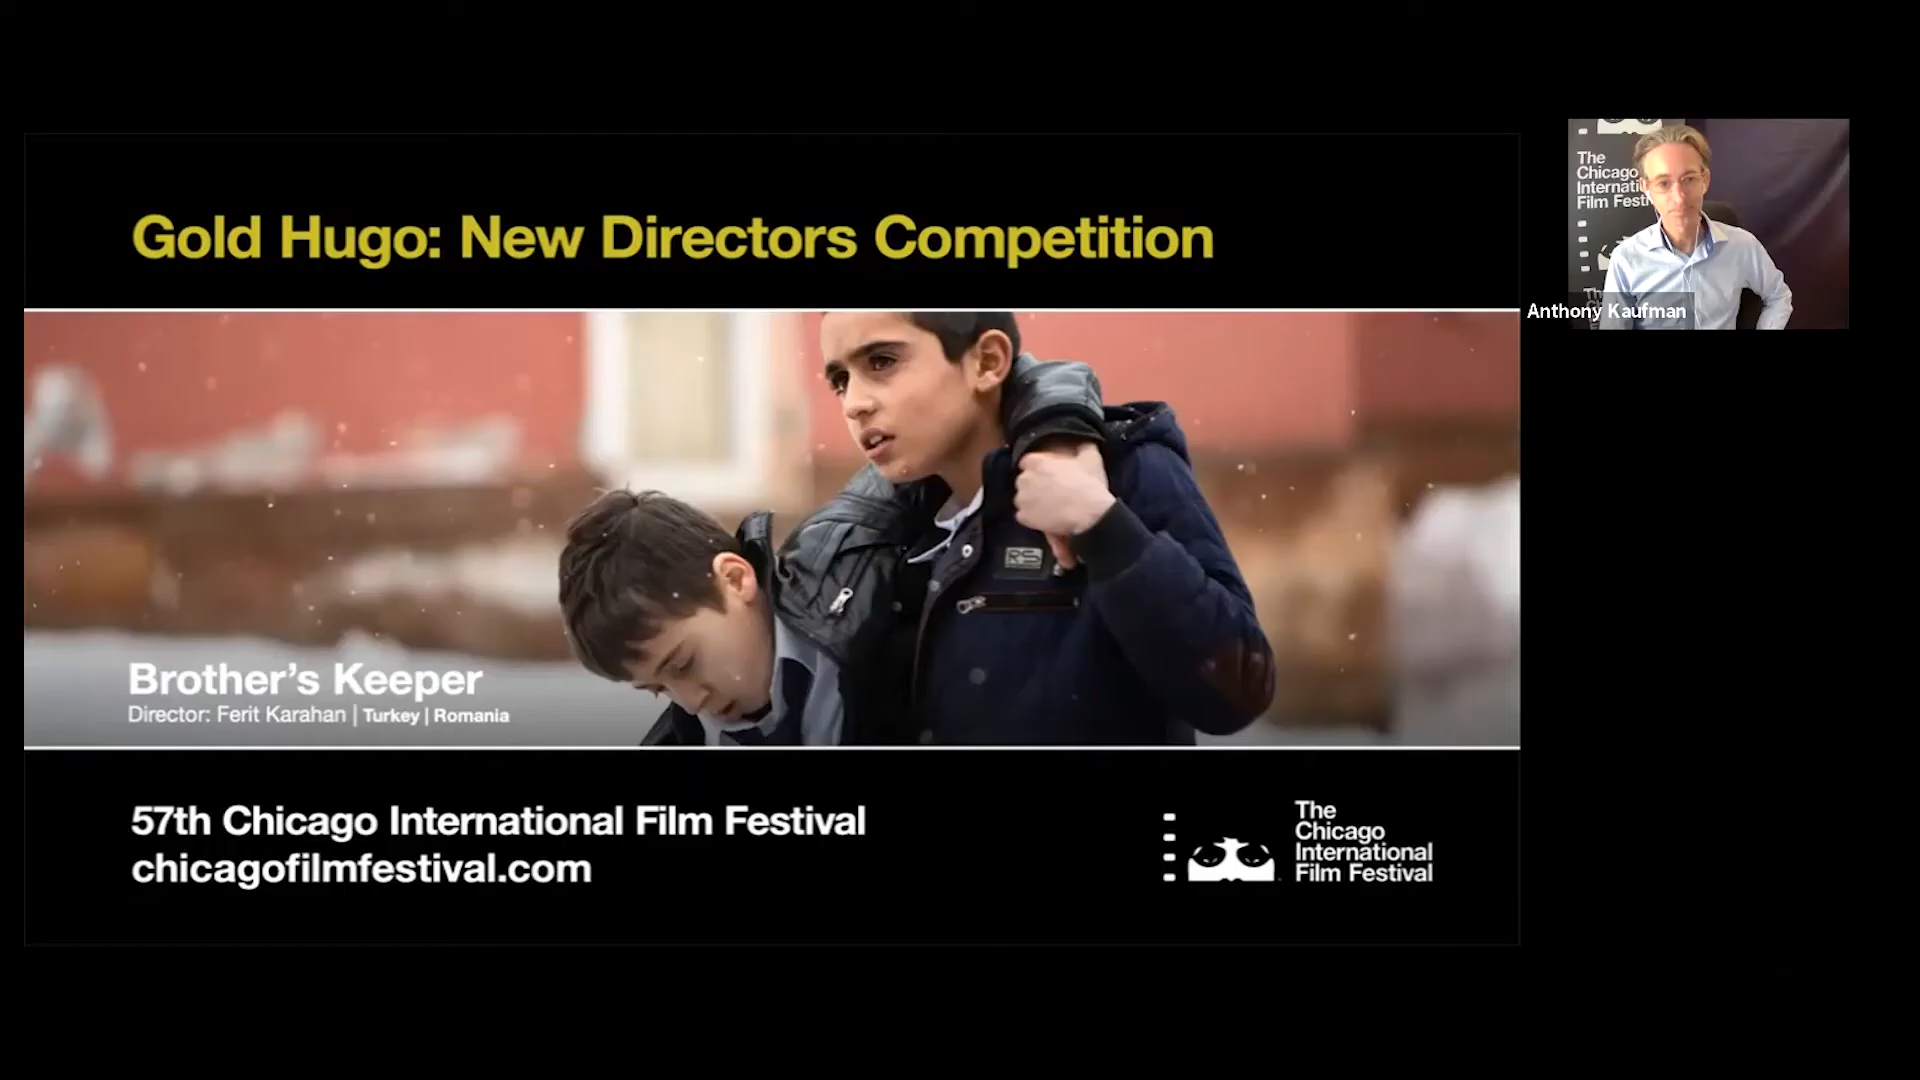 Gold Hugo: New Directors Competition
RS
Brother's Keeper
Director: Ferit Karahan | Turkey | Romania
57th Chicago International Film Festival
chicagofilmfestival.com
The
Chicago
International
Film Festival
The
Chicago
Internati
Film Festi
Anthony Kaufman